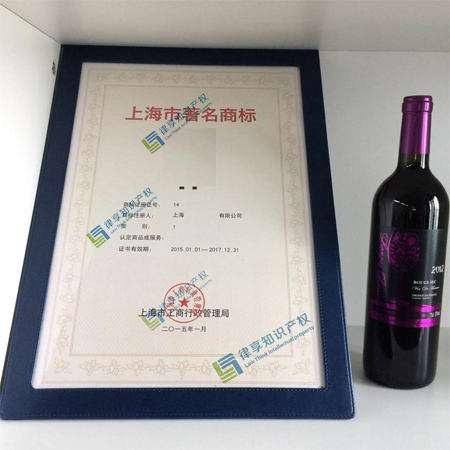 上海市著名商标
商标注册证号： 14
商标注册人： 上海 有限公司
类 别： 1
认定商品或服务：
证书有效期： 2015.01.01—2017.12.31
上海市工商行政管理局
二〇一五年一月
律享知识产权
Law Think Intellectual property
律享知识产权
Law Think Intellectual property
律享知识产权
Law Think Intellectual property
2012
ROUGE SEC